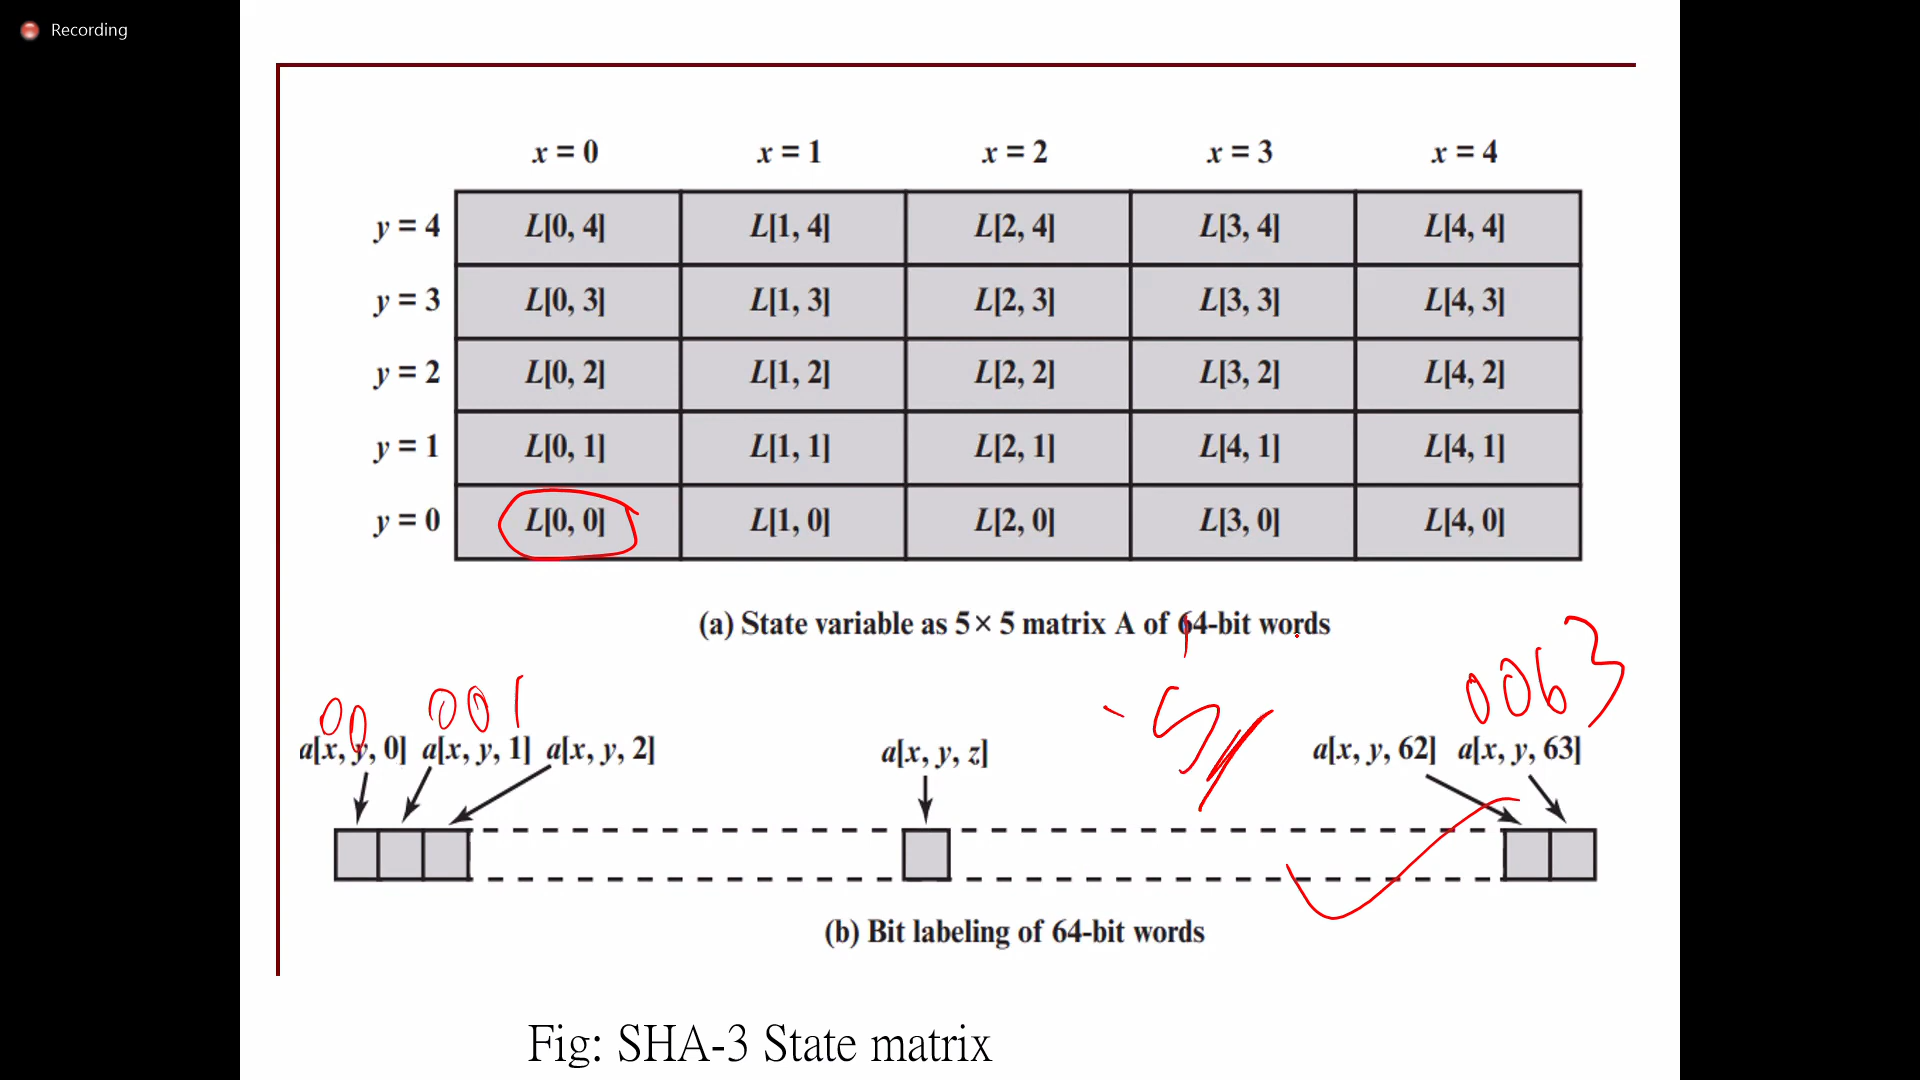 Recording
x = 0 x = 1 x = 2 x = 3 x = 4
y = 4 L[0, 4] L[1, 4] L[2, 4] L[3, 4] L[4, 4]
y = 3 L[0, 3] L[1, 3] L[2, 3] L[3, 3] L[4, 3]
y = 2 L[0, 2] L[1, 2] L[2, 2] L[3, 2] L[4, 2]
y = 1 L[0, 1] L[1, 1] L[2, 1] L[4, 1] L[4, 1]
y = 0 L[0, 0] L[1, 0] L[2, 0] L[3, 0] L[4, 0]
(a) State variable as 5 × 5 matrix A of 64-bit words
00 001 0063
a[x, y, 0] a[x, y, 1] a[x, y, 2] a[x, y, z] a[x, y, 62] a[x, y, 63]
(b) Bit labeling of 64-bit words
Fig: SHA-3 State matrix